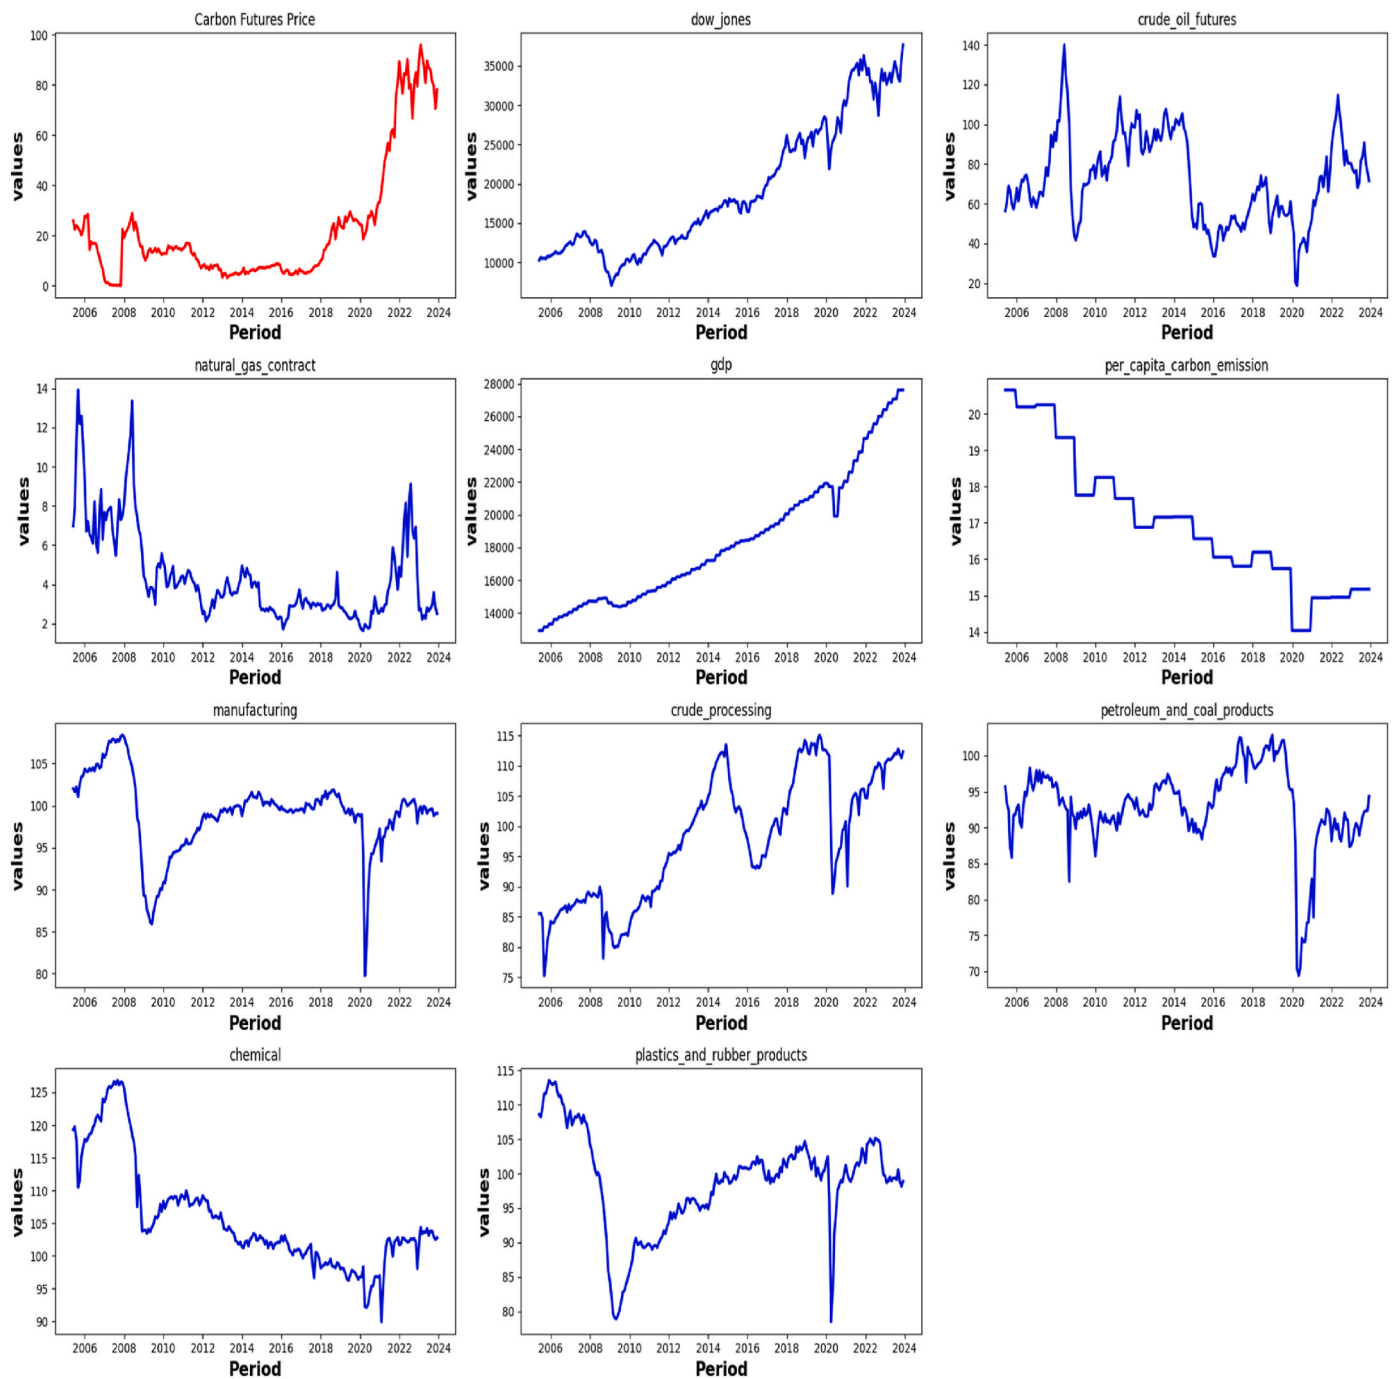 Carbon Futures Price
values
100
80
60
40
20
0
2006 2008 2010 2012 2014 2016 2018 2020 2022 2024
Period
dow_jones
values
35000
30000
25000
20000
15000
10000
2006 2008 2010 2012 2014 2016 2018 2020 2022 2024
Period
crude_oil_futures
values
140
120
100
80
60
40
20
2006 2008 2010 2012 2014 2016 2018 2020 2022 2024
Period
natural_gas_contract
values
14
12
10
8
6
4
2
2006 2008 2010 2012 2014 2016 2018 2020 2022 2024
Period
gdp
values
28000
26000
24000
22000
20000
18000
16000
14000
2006 2008 2010 2012 2014 2016 2018 2020 2022 2024
Period
per_capita_carbon_emission
values
20
19
18
17
16
15
14
2006 2008 2010 2012 2014 2016 2018 2020 2022 2024
Period
manufacturing
values
105
100
95
90
85
80
2006 2008 2010 2012 2014 2016 2018 2020 2022 2024
Period
crude_processing
values
115
110
105
100
95
90
85
80
75
2006 2008 2010 2012 2014 2016 2018 2020 2022 2024
Period
petroleum_and_coal_products
values
100
95
90
85
80
75
70
2006 2008 2010 2012 2014 2016 2018 2020 2022 2024
Period
chemical
values
125
120
115
110
105
100
95
90
2006 2008 2010 2012 2014 2016 2018 2020 2022 2024
Period
plastics_and_rubber_products
values
115
110
105
100
95
90
85
80
2006 2008 2010 2012 2014 2016 2018 2020 2022 2024
Period